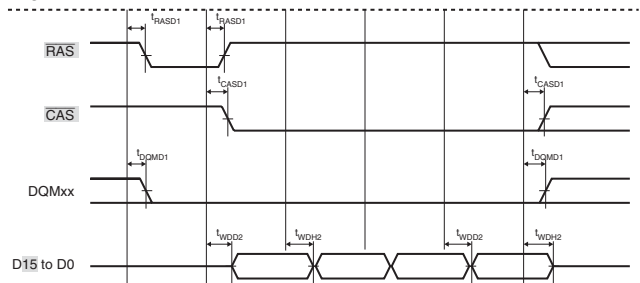 tRASD1 tRASD1
RAS
tCASD1 tCASD1
CAS
tDQMD1 tDQMD1
DQMxx
tWDD2 tWDH2 tWDD2 tWDH2
D15 to D0